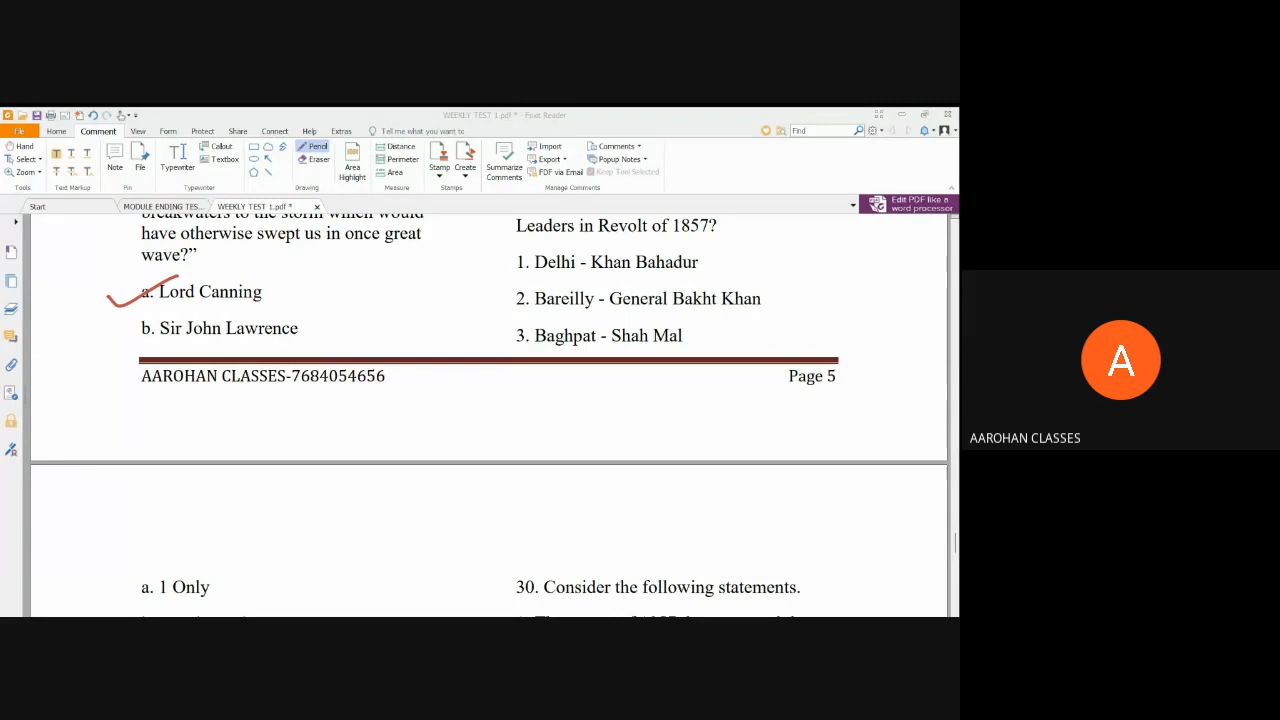 WEEKLY TEST 1.pdf * - Foxit Reader
File Home Comment View Form Protect Share Connect Help Extras Tell me what you want to Find
Hand
Select
Zoom
Tools
Text Markup
Note
File
Pin
Typewriter
Callout
Textbox
Typewriter
Pencil
Eraser
Drawing
Area Highlight
Distance
Perimeter
Area
Measure
Stamp
Create
Stamps
Summarize Comments
Import
Export
FDF via Email
Comments
Popup Notes
Keep Tool Selected
Manage Comments
Start MODULE ENDING TES... WEEKLY TEST 1.pdf *
Edit PDF like a
word processor
breakwaters to the storm which would
have otherwise swept us in once great
wave?”
a. Lord Canning
b. Sir John Lawrence
Leaders in Revolt of 1857?
1. Delhi - Khan Bahadur
2. Bareilly - General Bakht Khan
3. Baghpat - Shah Mal
AAROHAN CLASSES-7684054656 Page 5
a. 1 Only
30. Consider the following statements.
A
AAROHAN CLASSES